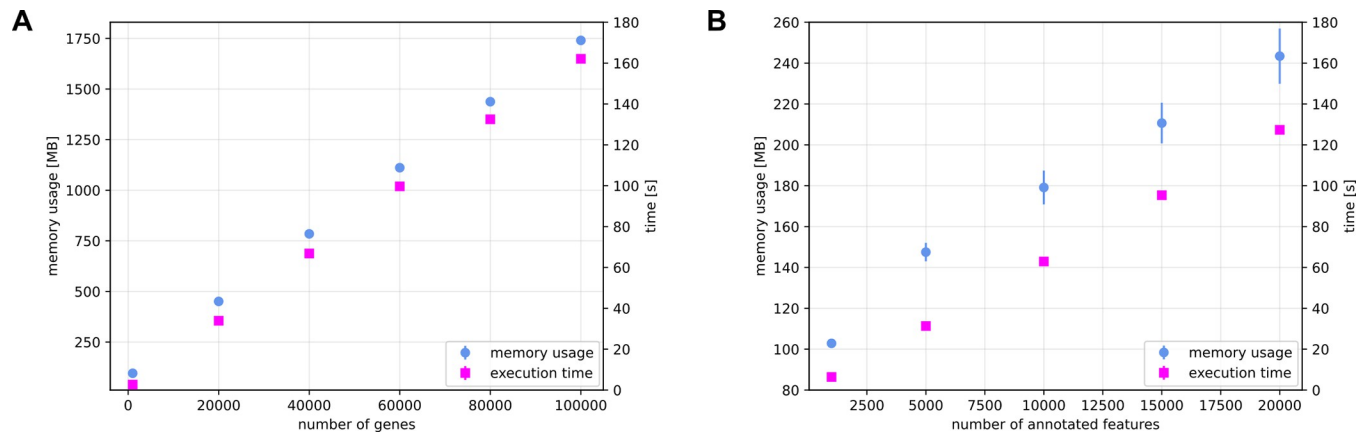 A
1750
1500
1250
1000
750
500
250
memory usage [MB]
180
160
140
120
100
80
60
40
20
0
time [s]
memory usage
execution time
0 20000 40000 60000 80000 100000
number of genes
B
260
240
220
200
180
160
140
120
100
80
memory usage [MB]
180
160
140
120
100
80
60
40
20
0
time [s]
memory usage
execution time
2500 5000 7500 10000 12500 15000 17500 20000
number of annotated features